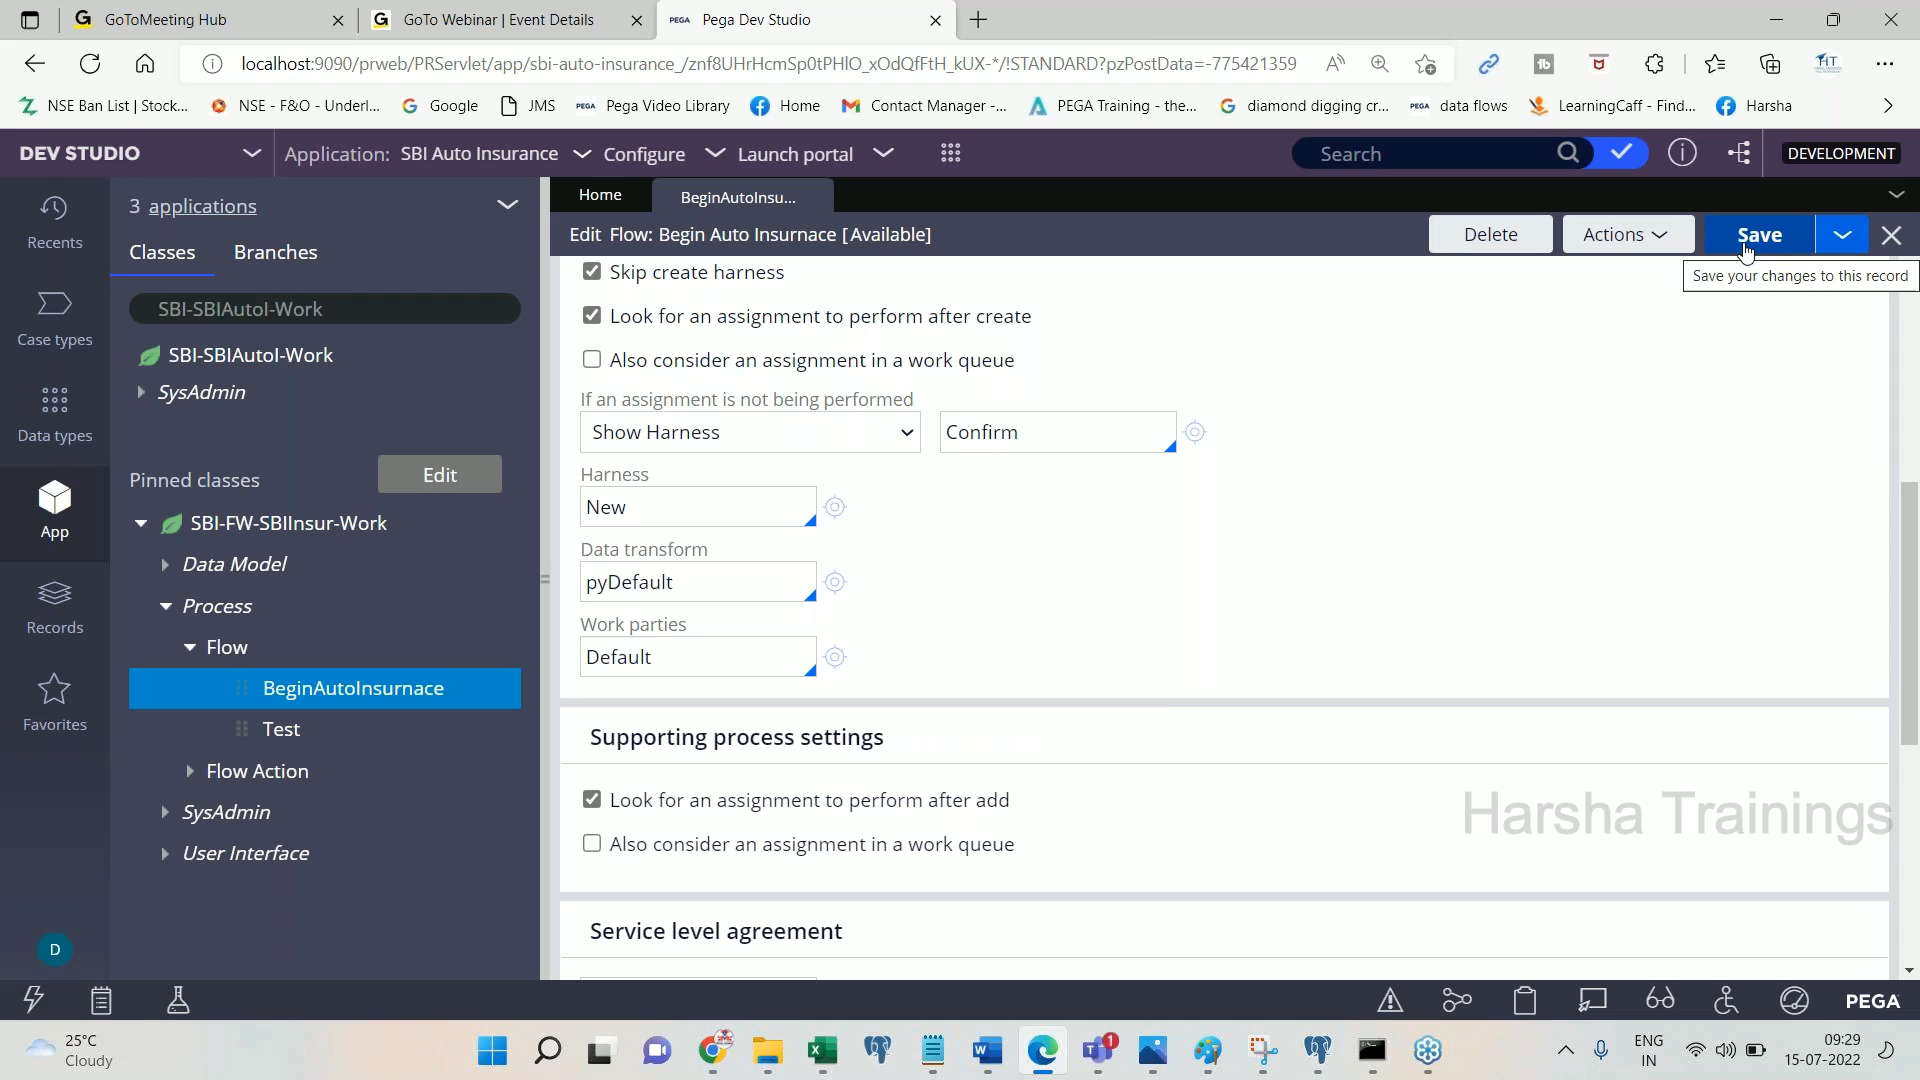 GoToMeeting Hub
GoTo Webinar | Event Details
PEGA Pega Dev Studio
localhost:9090/prweb/PRServlet/app/sbi-auto-insurance_/znf8UHrHcmSp0tPHlO_xOdQfFtH_kUX-*/!STANDARD?pzPostData=-775421359
NSE Ban List | Stock...
NSE - F&O - Underl...
Google
JMS
PEGA Pega Video Library
Home
Contact Manager -...
PEGA Training - the...
diamond digging cr...
PEGA data flows
LearningCaff - Find...
Harsha
DEV STUDIO
Application: SBI Auto Insurance
Configure
Launch portal
Search
DEVELOPMENT
Recents
Case types
Data types
App
Records
Favorites
D
3 applications
Classes
Branches
SBI-SBIAutoI-Work
SBI-SBIAutoI-Work
SysAdmin
Pinned classes
Edit
SBI-FW-SBIInsur-Work
Data Model
Process
Flow
BeginAutoInsurnace
Test
Flow Action
SysAdmin
User Interface
Home
BeginAutoInsu...
Edit Flow: Begin Auto Insurnace [Available]
Delete
Actions
Save
Save your changes to this record
Skip create harness
Look for an assignment to perform after create
Also consider an assignment in a work queue
If an assignment is not being performed
Show Harness
Confirm
Harness
New
Data transform
pyDefault
Work parties
Default
Supporting process settings
Look for an assignment to perform after add
Also consider an assignment in a work queue
Harsha Trainings
Service level agreement
PEGA
25°C
Cloudy
1
ENG
IN
09:29
15-07-2022